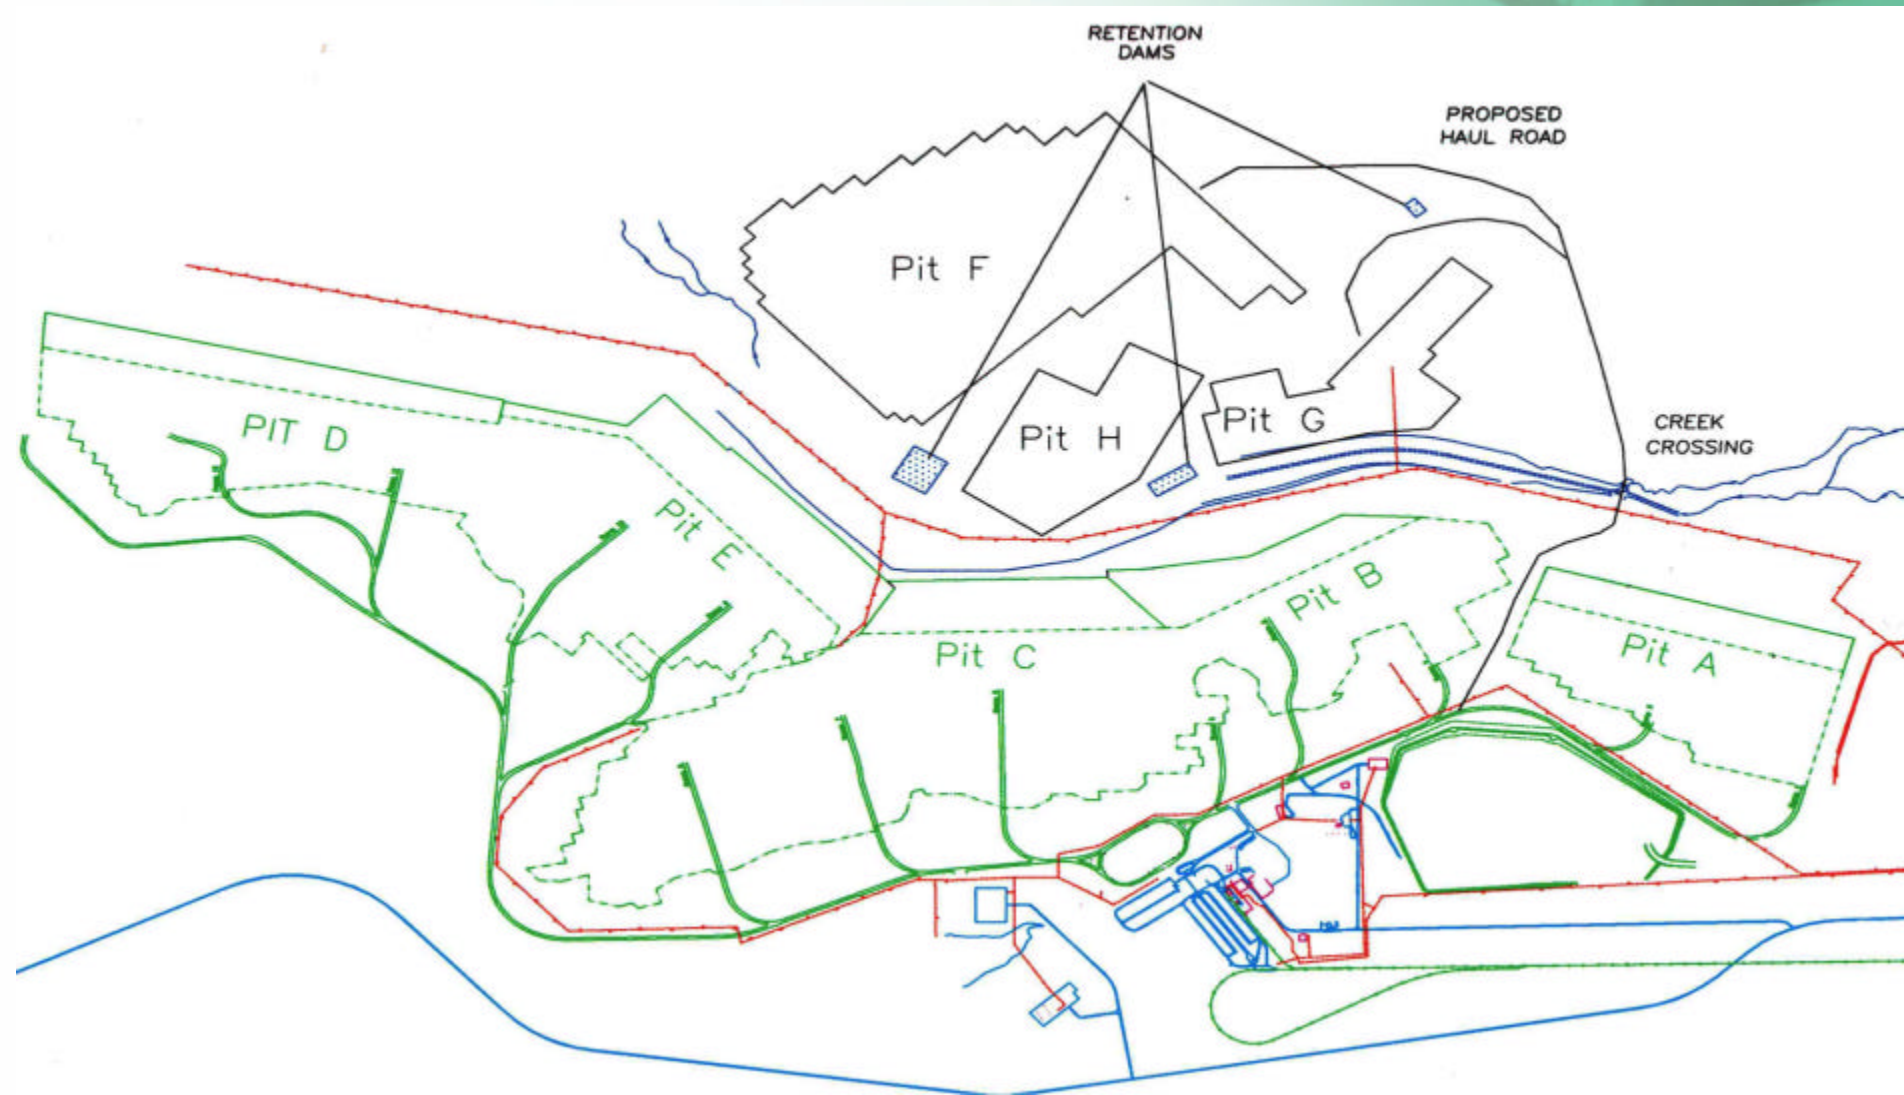 RETENTION
DAMS
PROPOSED
HAUL ROAD
Pit F
Pit H
Pit G
CREEK
CROSSING
PIT D
Pit E
Pit C
Pit B
Pit A